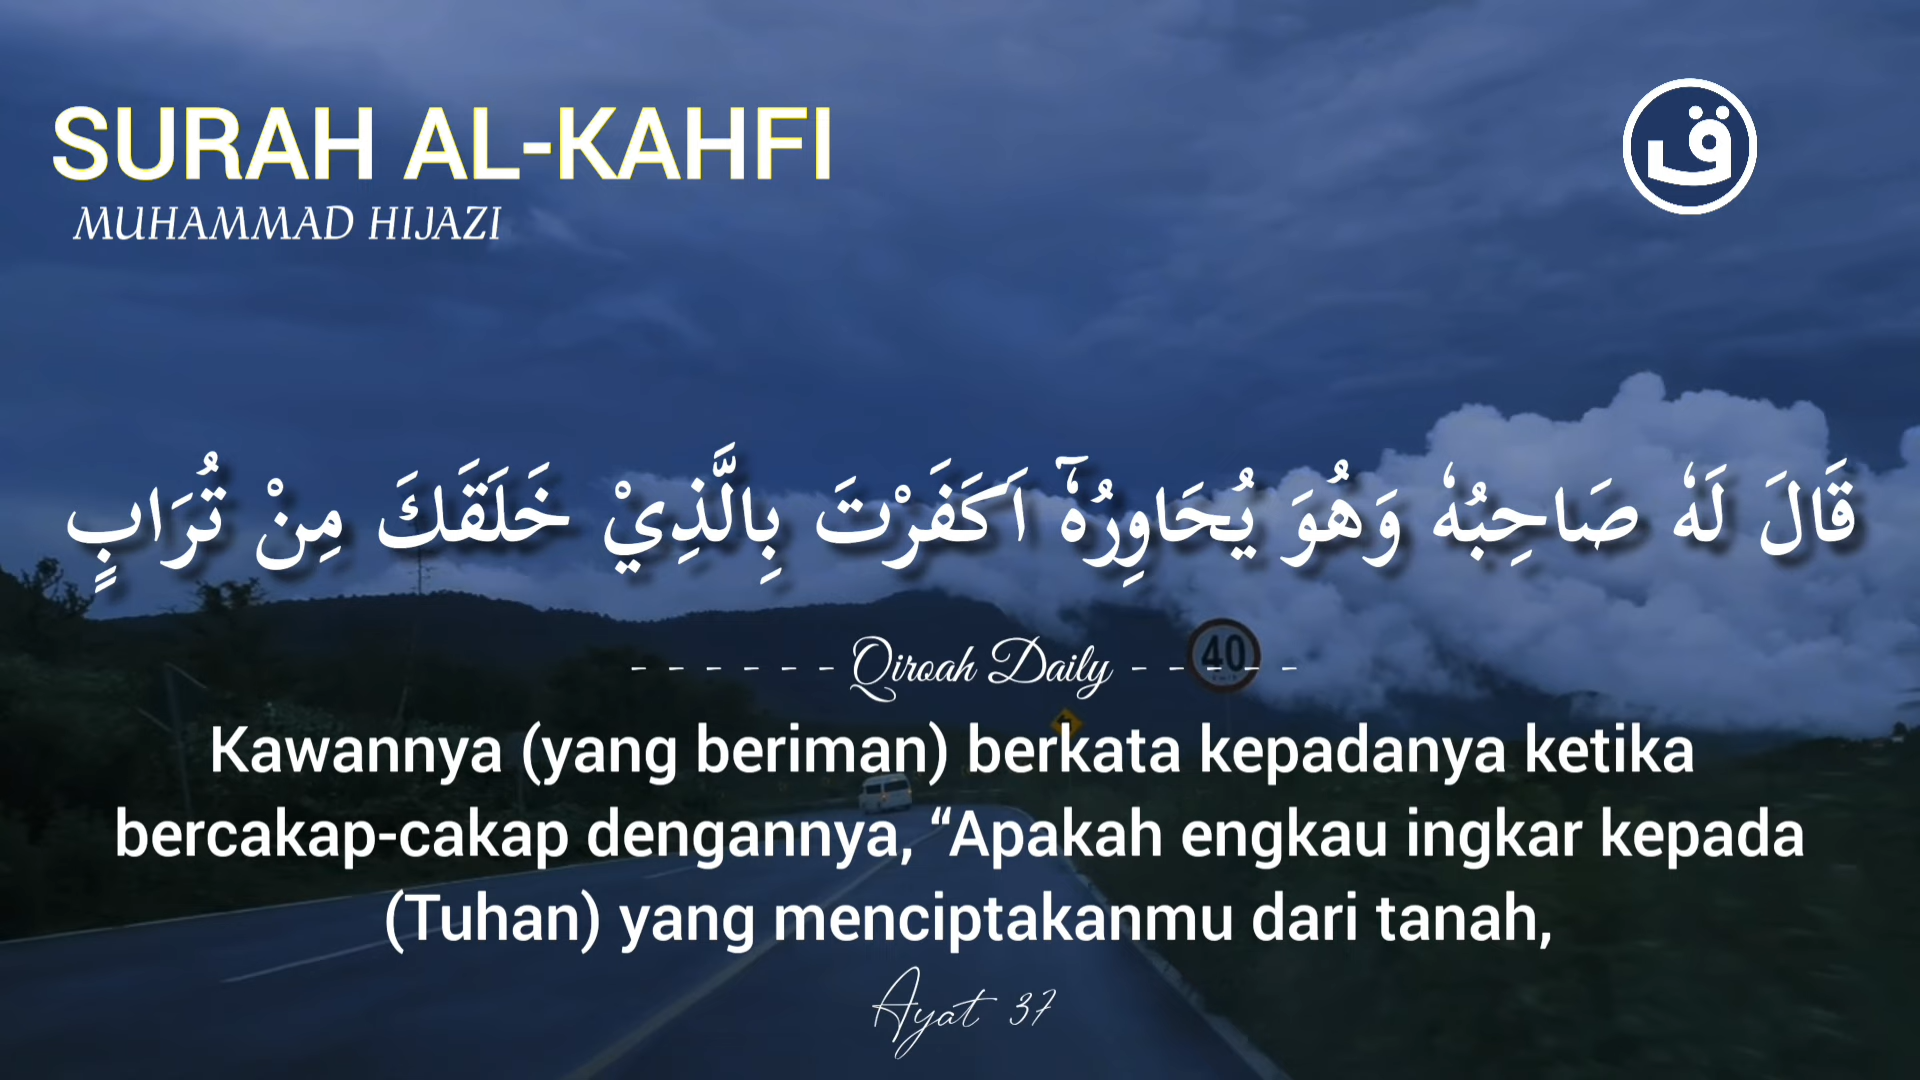 SURAH AL-KAHFI
MUHAMMAD HIJAZI
ق
قَالَ لَهٗ صَاحِبُهٗ وَهُوَ يُحَاوِرُهٗٓ اَكَفَرْتَ بِالَّذِيْ خَلَقَكَ مِنْ تُرَابٍ
- - - - - - - Qiroah Daily - - - - - -
40
Kawannya (yang beriman) berkata kepadanya ketika
bercakap-cakap dengannya, “Apakah engkau ingkar kepada
(Tuhan) yang menciptakanmu dari tanah,
Ayat 37